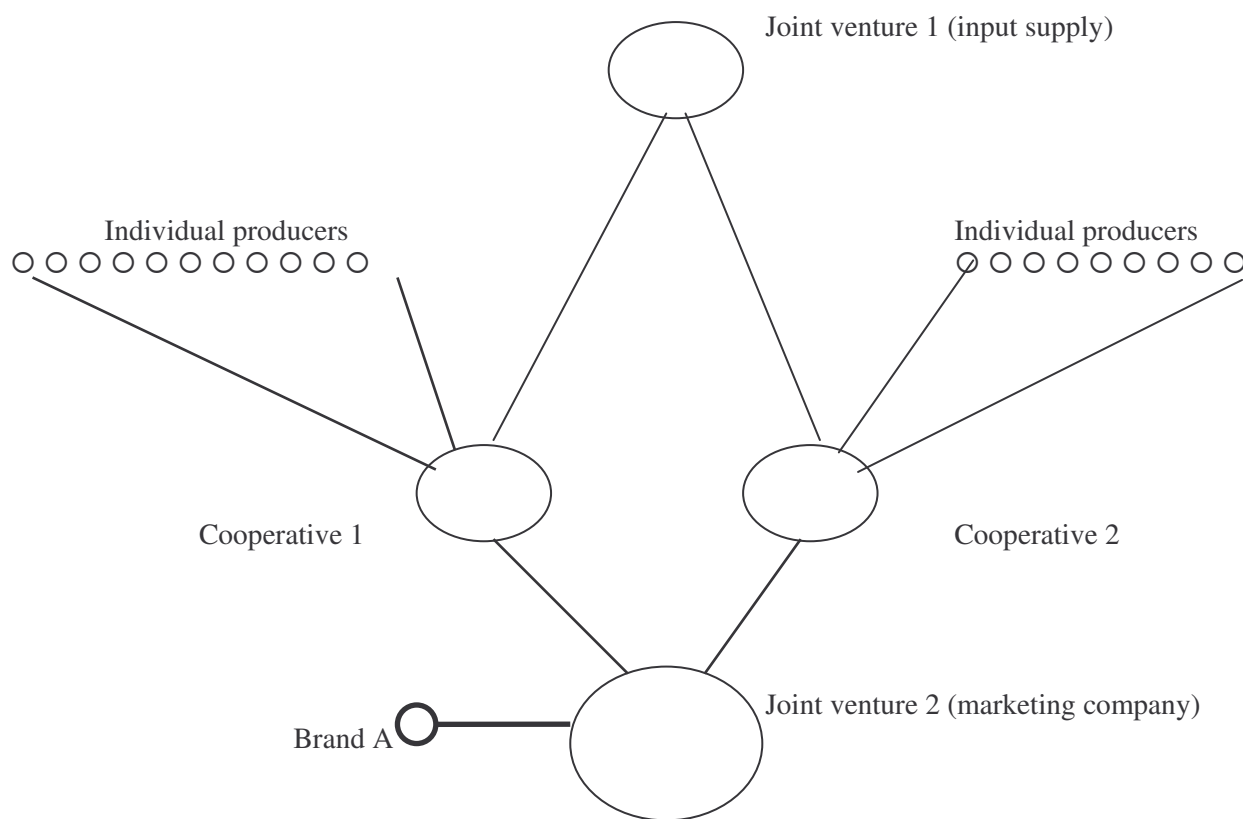 Joint venture 1 (input supply)
Individual producers
Individual producers
Cooperative 1
Cooperative 2
Joint venture 2 (marketing company)
Brand A